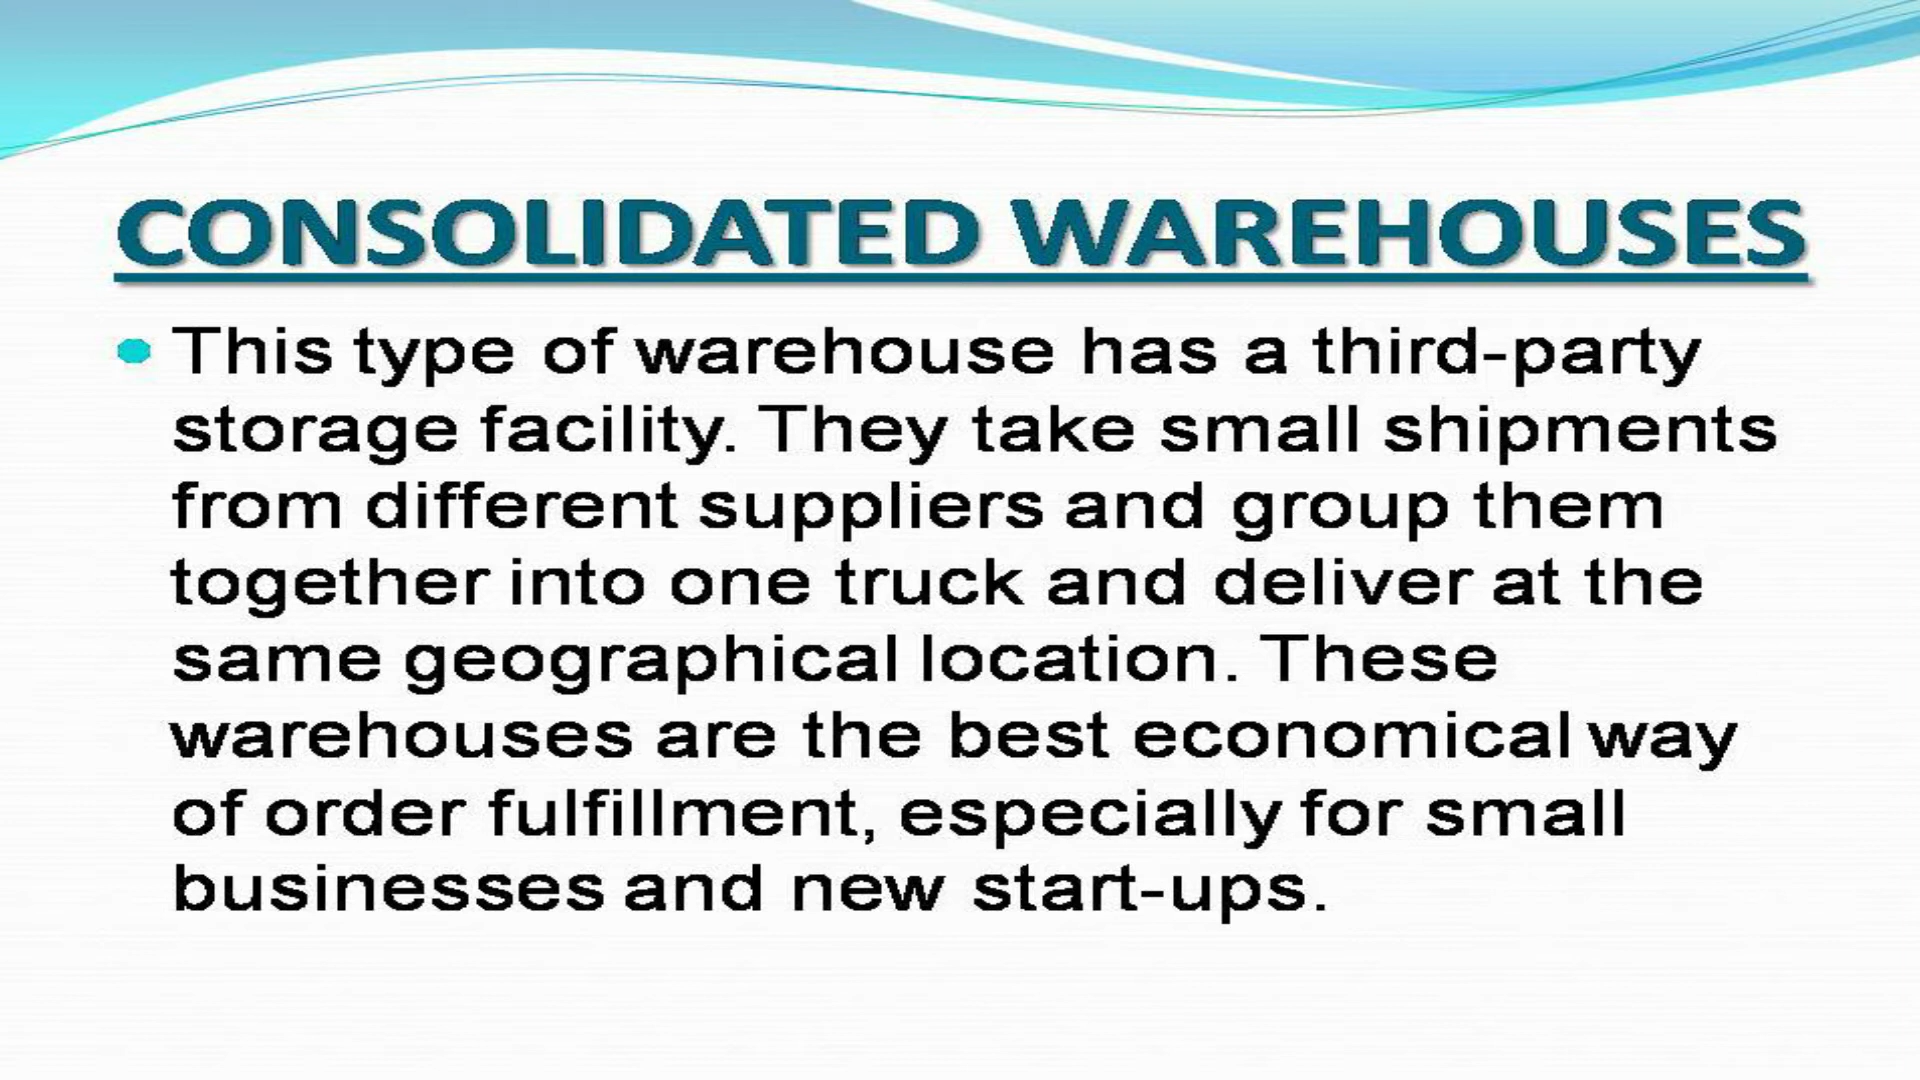 CONSOLIDATED WAREHOUSES
• This type of warehouse has a third-party
storage facility. They take small shipments
from different suppliers and group them
together into one truck and deliver at the
same geographical location. These
warehouses are the best economical way
of order fulfillment, especially for small
businesses and new start-ups.